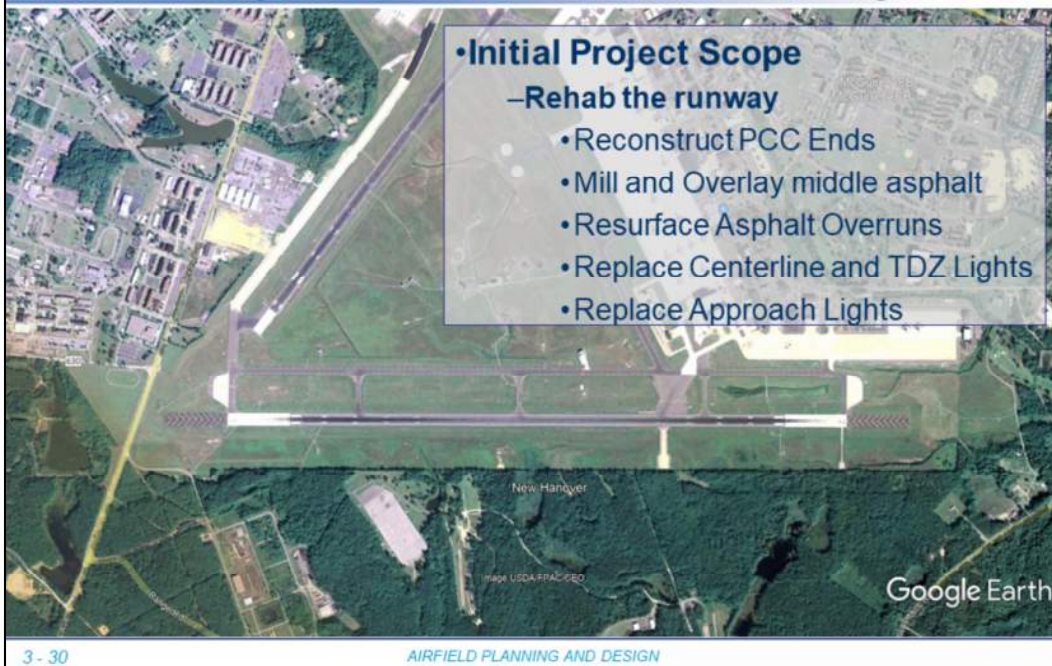 •Initial Project Scope
–Rehab the runway
•Reconstruct PCC Ends
•Mill and Overlay middle asphalt
•Resurface Asphalt Overruns
•Replace Centerline and TDZ Lights
•Replace Approach Lights
New Hanover
Image USDA/FPAC/GEO
Google Earth
3 - 30
AIRFIELD PLANNING AND DESIGN